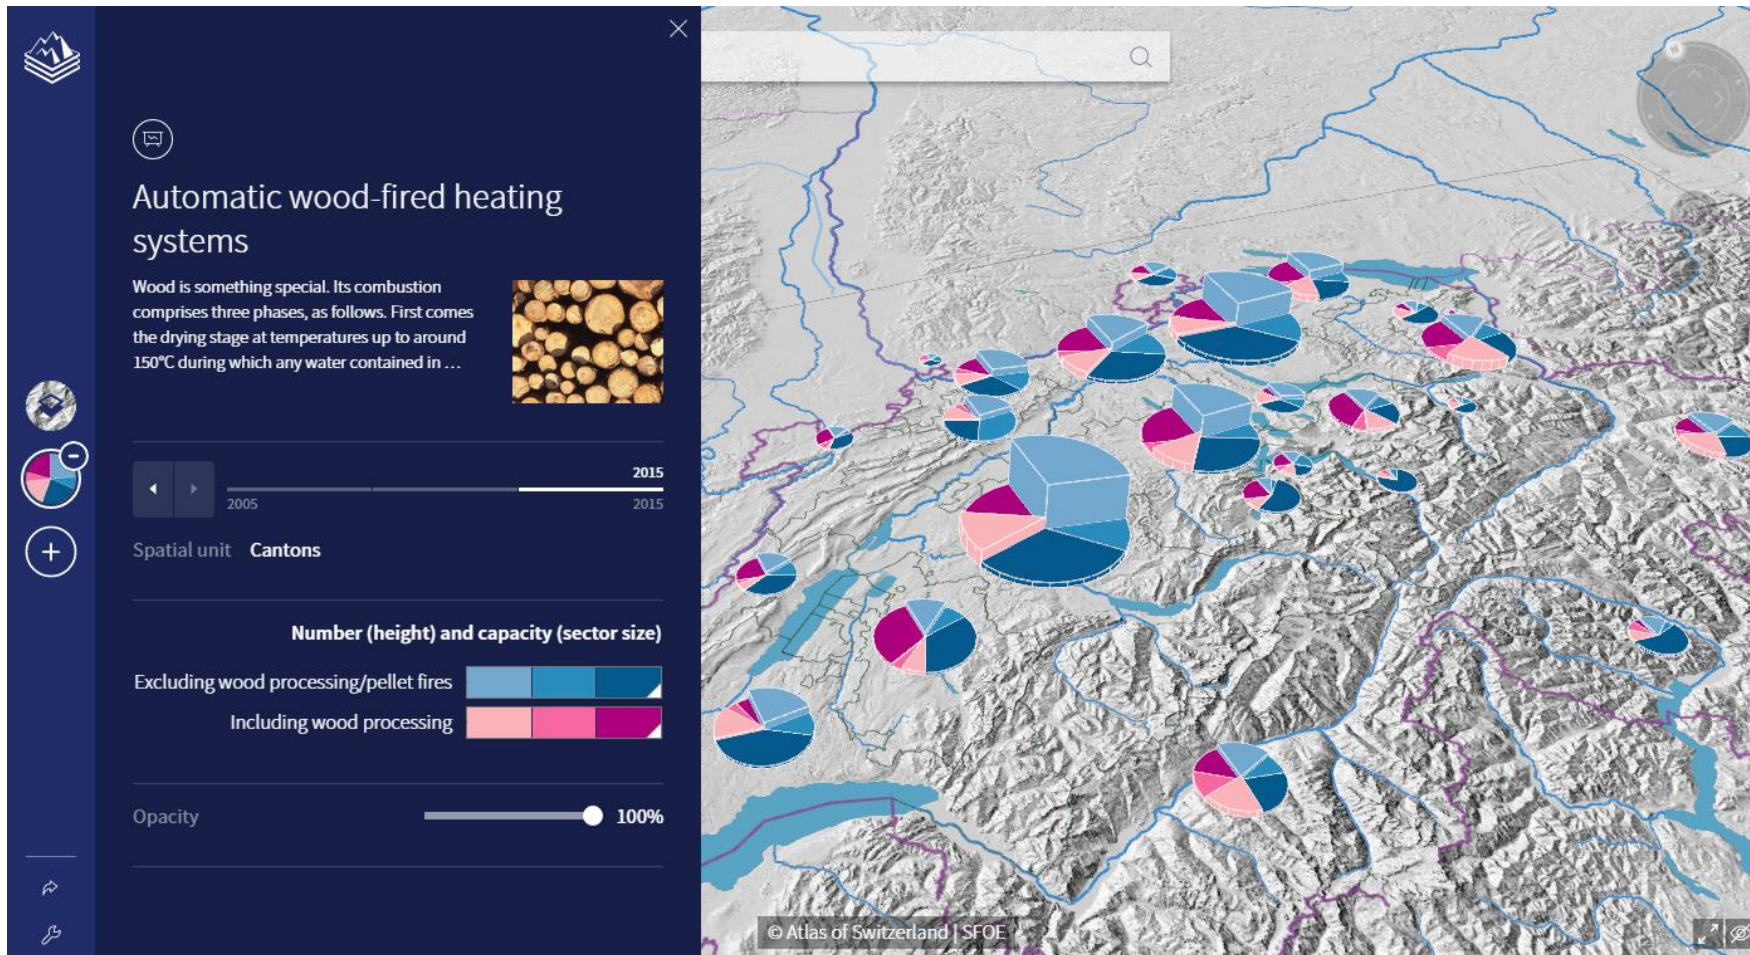 Automatic wood-fired heating
systems
Wood is something special. Its combustion
comprises three phases, as follows. First comes
the drying stage at temperatures up to around
150°C during which any water contained in ...
2015
2005
2015
Spatial unit Cantons
Number (height) and capacity (sector size)
Excluding wood processing/pellet fires
Including wood processing
Opacity
100%
© Atlas of Switzerland | SFOE